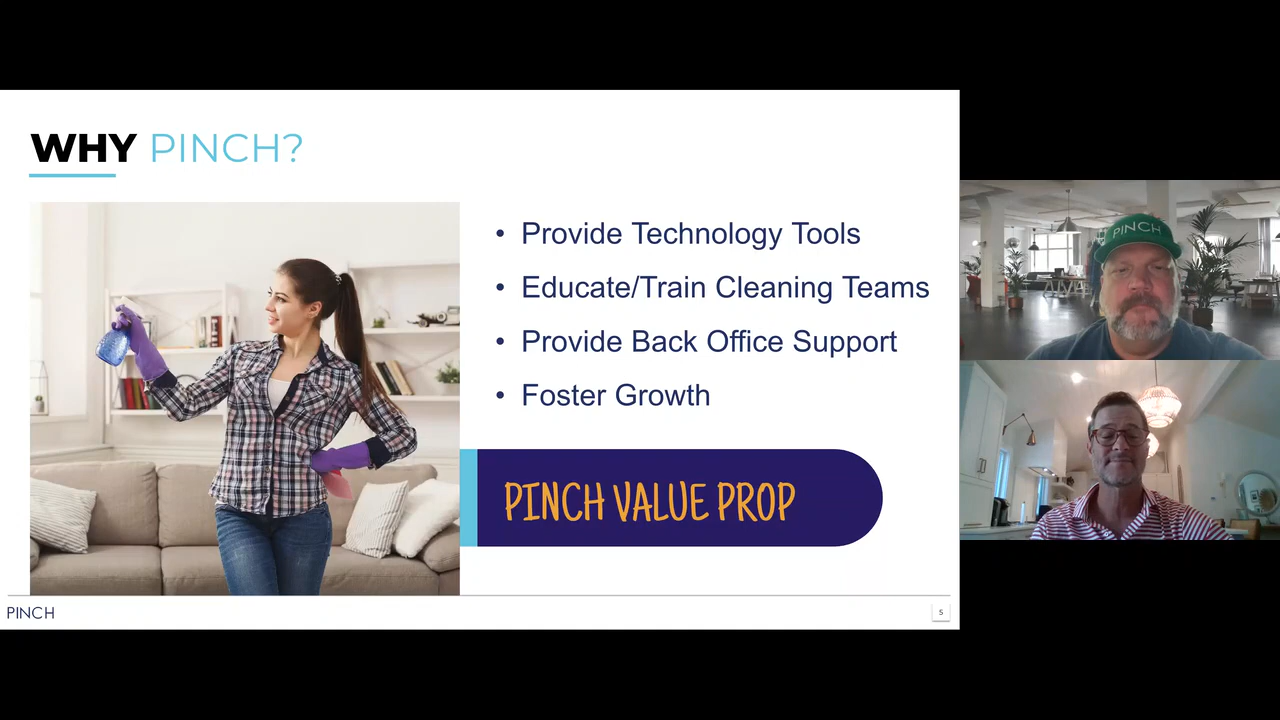 WHY PINCH?
• Provide Technology Tools
• Educate/Train Cleaning Teams
• Provide Back Office Support
• Foster Growth
PINCH VALUE PROP
PINCH
5
PINCH